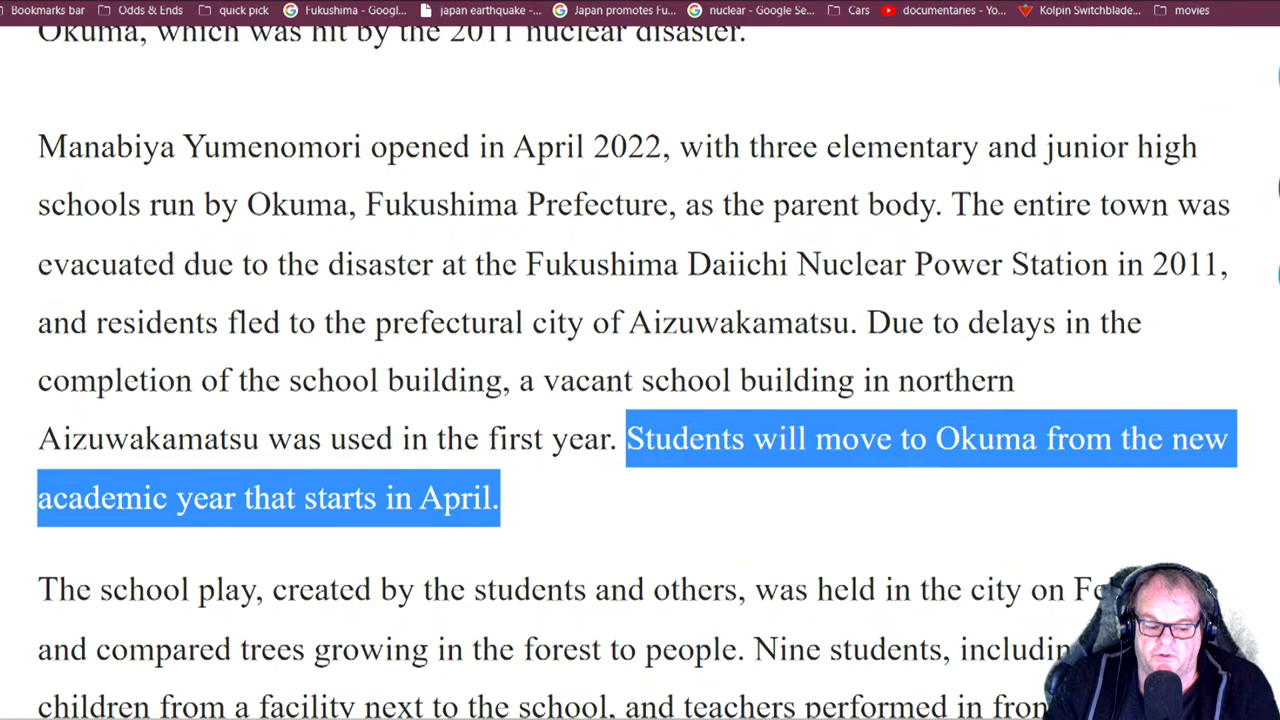 Bookmarks bar Odds & Ends quick pick Fukushima - Googl... japan earthquake -... Japan promotes Fu... nuclear - Google Se... Cars documentaries - Yo... Kolpin Switchblade... movies
Okuma, which was hit by the 2011 nuclear disaster.
Manabiya Yumenomori opened in April 2022, with three elementary and junior high
schools run by Okuma, Fukushima Prefecture, as the parent body. The entire town was
evacuated due to the disaster at the Fukushima Daiichi Nuclear Power Station in 2011,
and residents fled to the prefectural city of Aizuwakamatsu. Due to delays in the
completion of the school building, a vacant school building in northern
Aizuwakamatsu was used in the first year. Students will move to Okuma from the new
academic year that starts in April.
The school play, created by the students and others, was held in the city on
and compared trees growing in the forest to people. Nine students,
children from a facility next to the school, and teachers performed in